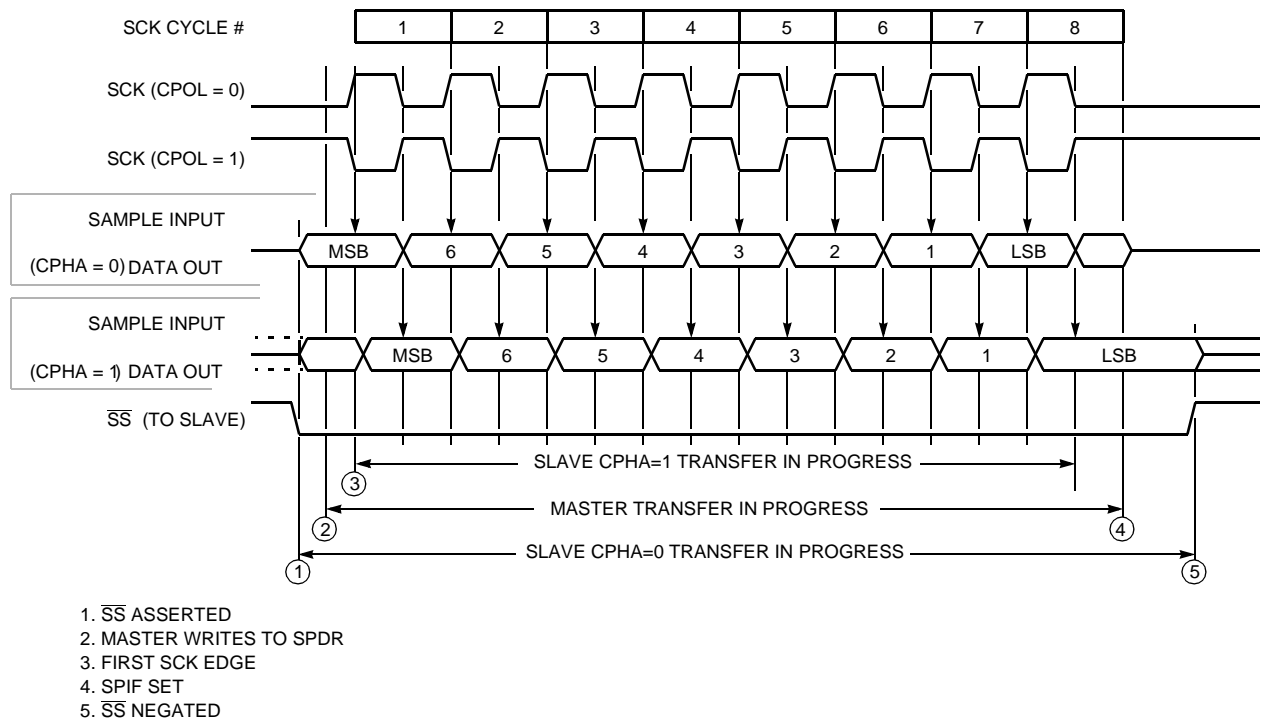 SCK CYCLE # 1 2 3 4 5 6 7 8
SCK (CPOL = 0)
SCK (CPOL = 1)
SAMPLE INPUT
MSB 6 5 4 3 2 1 LSB
(CPHA = 0) DATA OUT
SAMPLE INPUT
MSB 6 5 4 3 2 1 LSB
(CPHA = 1) DATA OUT
SS (TO SLAVE)
SLAVE CPHA=1 TRANSFER IN PROGRESS
3
MASTER TRANSFER IN PROGRESS
2 4
SLAVE CPHA=0 TRANSFER IN PROGRESS
1 5
1. SS ASSERTED
2. MASTER WRITES TO SPDR
3. FIRST SCK EDGE
4. SPIF SET
5. SS NEGATED